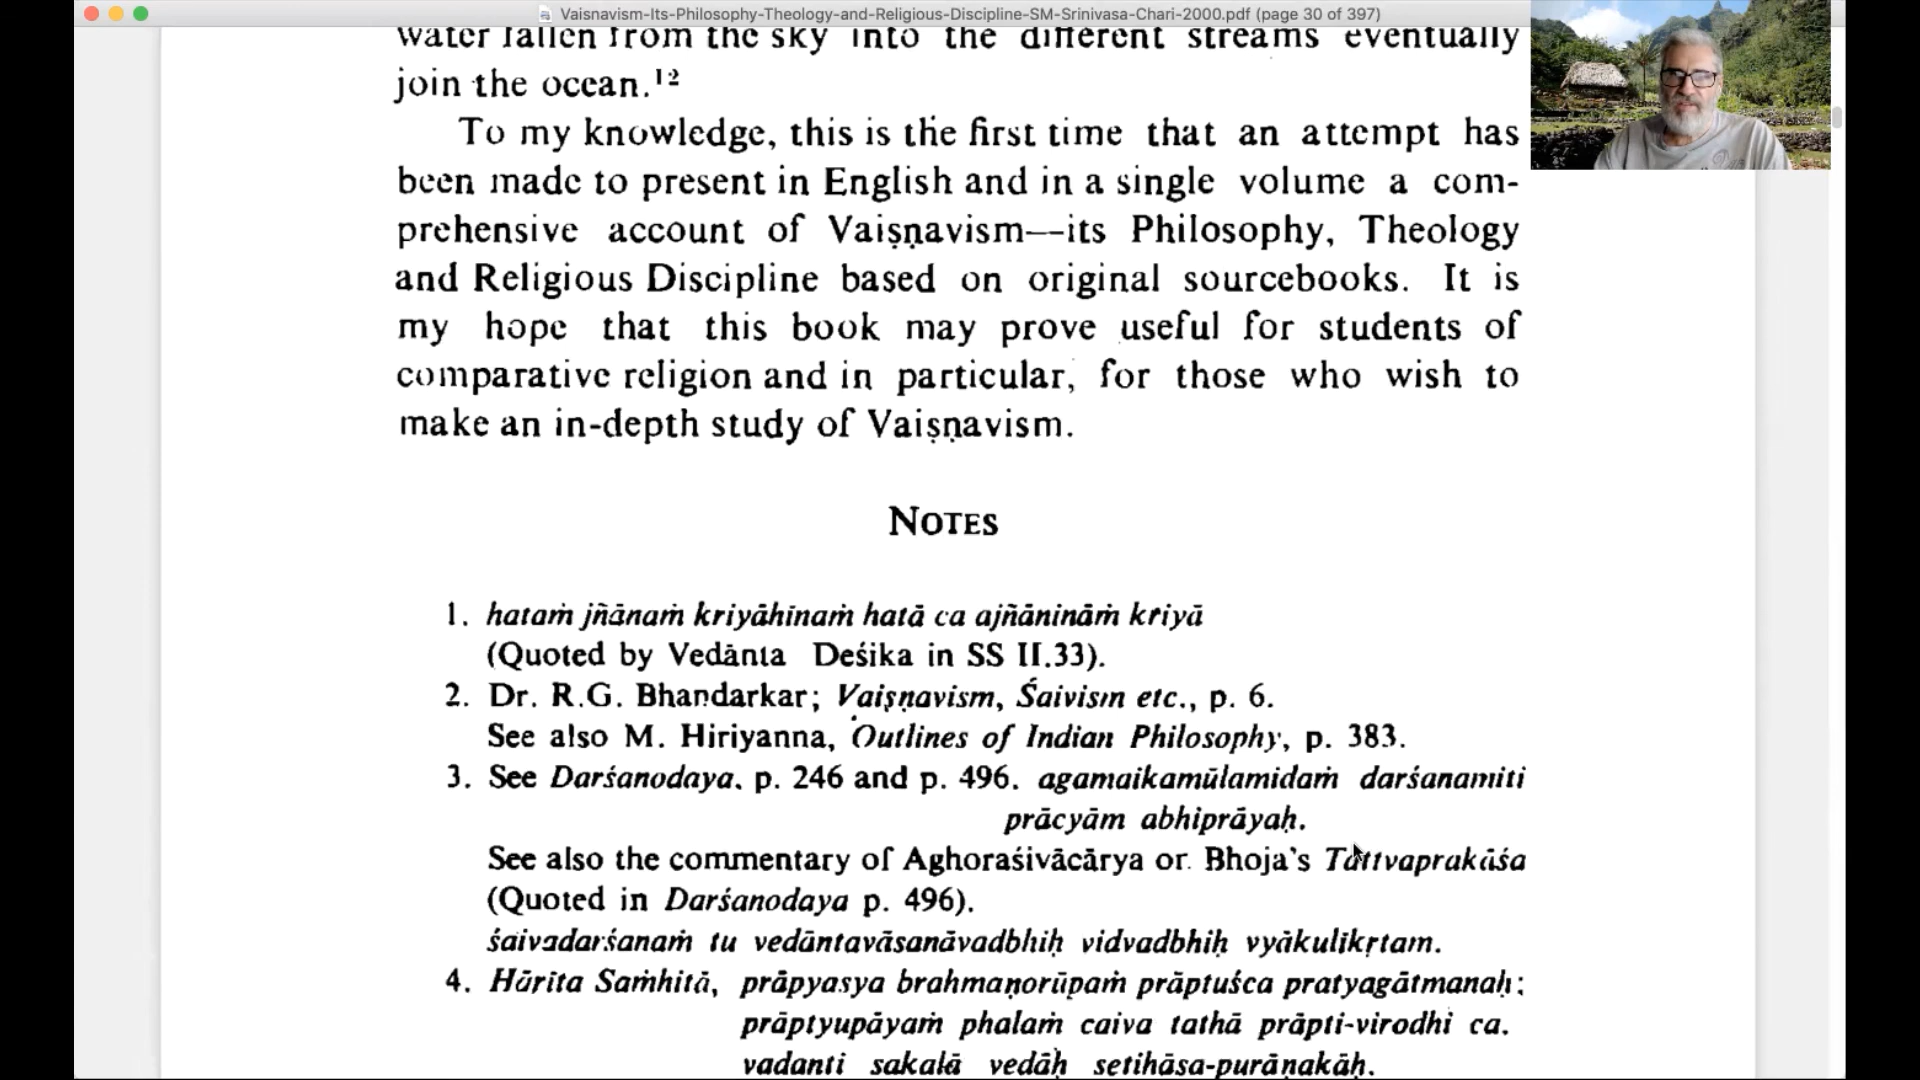 Vaisnavism-Its-Philosophy-Theology-and-Religious-Discipline-SM-Srinivasa-Chari-2000.pdf (page 30 of 397)
water fallen from the sky into the different streams eventually
join the ocean.¹²
To my knowledge, this is the first time that an attempt has
been made to present in English and in a single volume a com-
prehensive account of Vaiṣṇavism—its Philosophy, Theology
and Religious Discipline based on original sourcebooks. It is
my hope that this book may prove useful for students of
comparative religion and in particular, for those who wish to
make an in-depth study of Vaiṣṇavism.
NOTES
1. hataṁ jñānaṁ kriyāhīnaṁ hatā ca ajñānināṁ kriyā
(Quoted by Vedānta Deśika in SS II.33).
2. Dr. R.G. Bhandarkar; Vaiṣṇavism, Śaivism etc., p. 6.
See also M. Hiriyanna, Outlines of Indian Philosophy, p. 383.
3. See Darśanodaya. p. 246 and p. 496. agamaikamūlamidaṁ darśanamiti
prācyām abhiprāyaḥ.
See also the commentary of Aghoraśivācārya or Bhoja's Tattvaprakāśa
(Quoted in Darśanodaya p. 496).
śaivadarśanaṁ tu vedāntavāsanāvadbhiḥ vidvadbhiḥ vyākulikṛtam.
4. Hārita Saṁhitā, prāpyasya brahmaṇorūpaṁ prāptuśca pratyagātmanaḥ;
prāptyupāyaṁ phalaṁ caiva tathā prāpti-virodhi ca.
vadanti sakalā vedāḥ setihāsa-purāṇakāḥ.